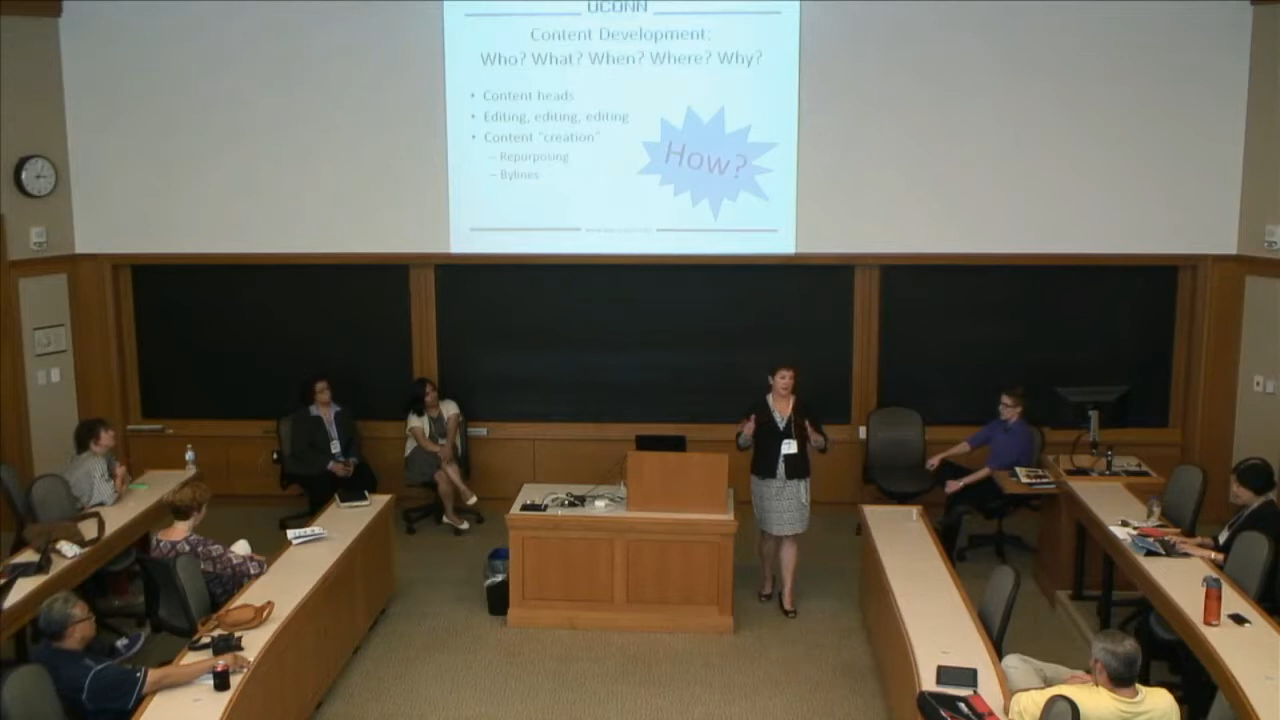 UCONN
Content Development:
Who? What? When? Where? Why?
• Content heads
• Editing, editing, editing
• Content "creation"
– Repurposing
– Bylines
How?